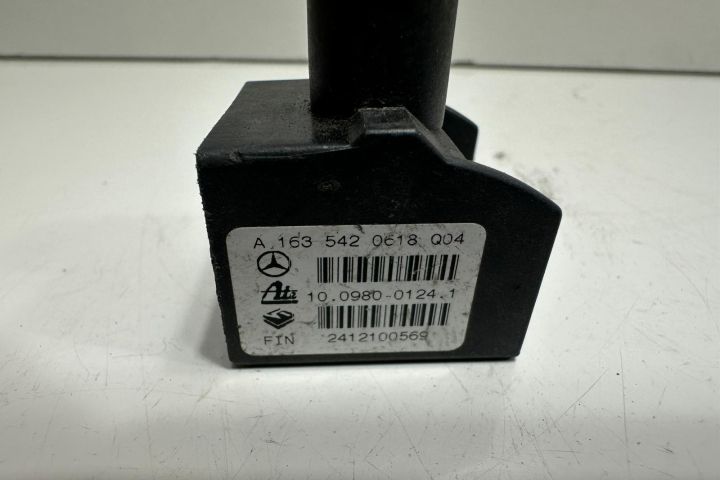 A 163 542 0618 Q04
Ate 10.0980-0124.1
FIN 2412100569